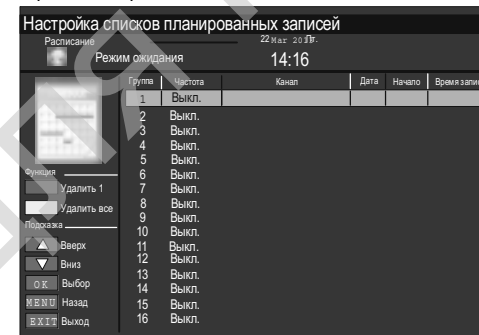 Настройка списков планированных записей
Расписание
22 Mar 20
Режим ожидания
14:16
Группа Частота Канал Дата Начало Время запис
1 Выкл.
2 Выкл.
3 Выкл.
4 Выкл.
5 Выкл.
6 Выкл.
7 Выкл.
8 Выкл.
9 Выкл.
10 Выкл.
11 Выкл.
12 Выкл.
13 Выкл.
14 Выкл.
15 Выкл.
16 Выкл.
Функция
Удалить 1
Удалить все
Подсказка
Вверх
Вниз
OK Выбор
MENU Назад
EXIT Выход